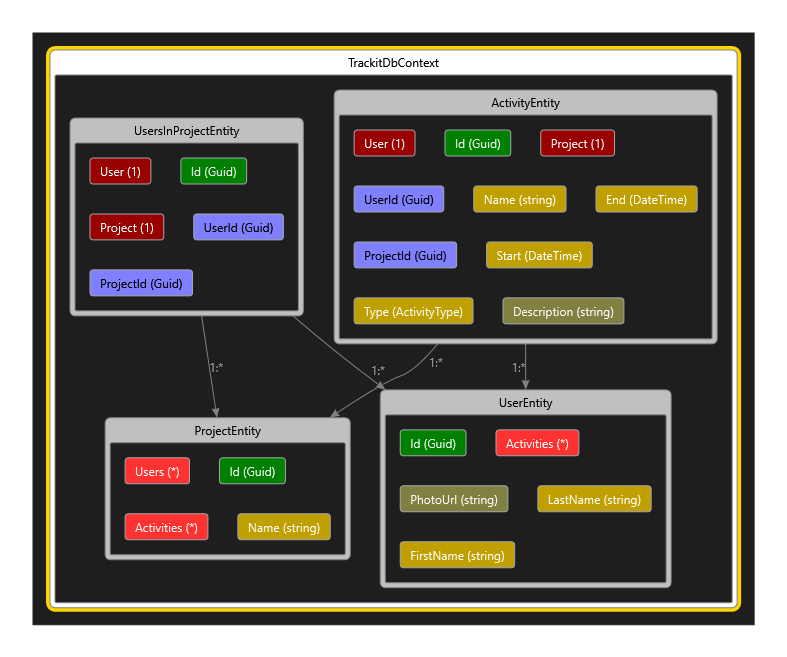 TrackitDbContext
UsersInProjectEntity
User (1)
Id (Guid)
Project (1)
UserId (Guid)
ProjectId (Guid)
ActivityEntity
User (1)
Id (Guid)
Project (1)
UserId (Guid)
Name (string)
End (DateTime)
ProjectId (Guid)
Start (DateTime)
Type (ActivityType)
Description (string)
1:*
1:*
1:*
1:*
ProjectEntity
Users (*)
Id (Guid)
Activities (*)
Name (string)
UserEntity
Id (Guid)
Activities (*)
PhotoUrl (string)
LastName (string)
FirstName (string)